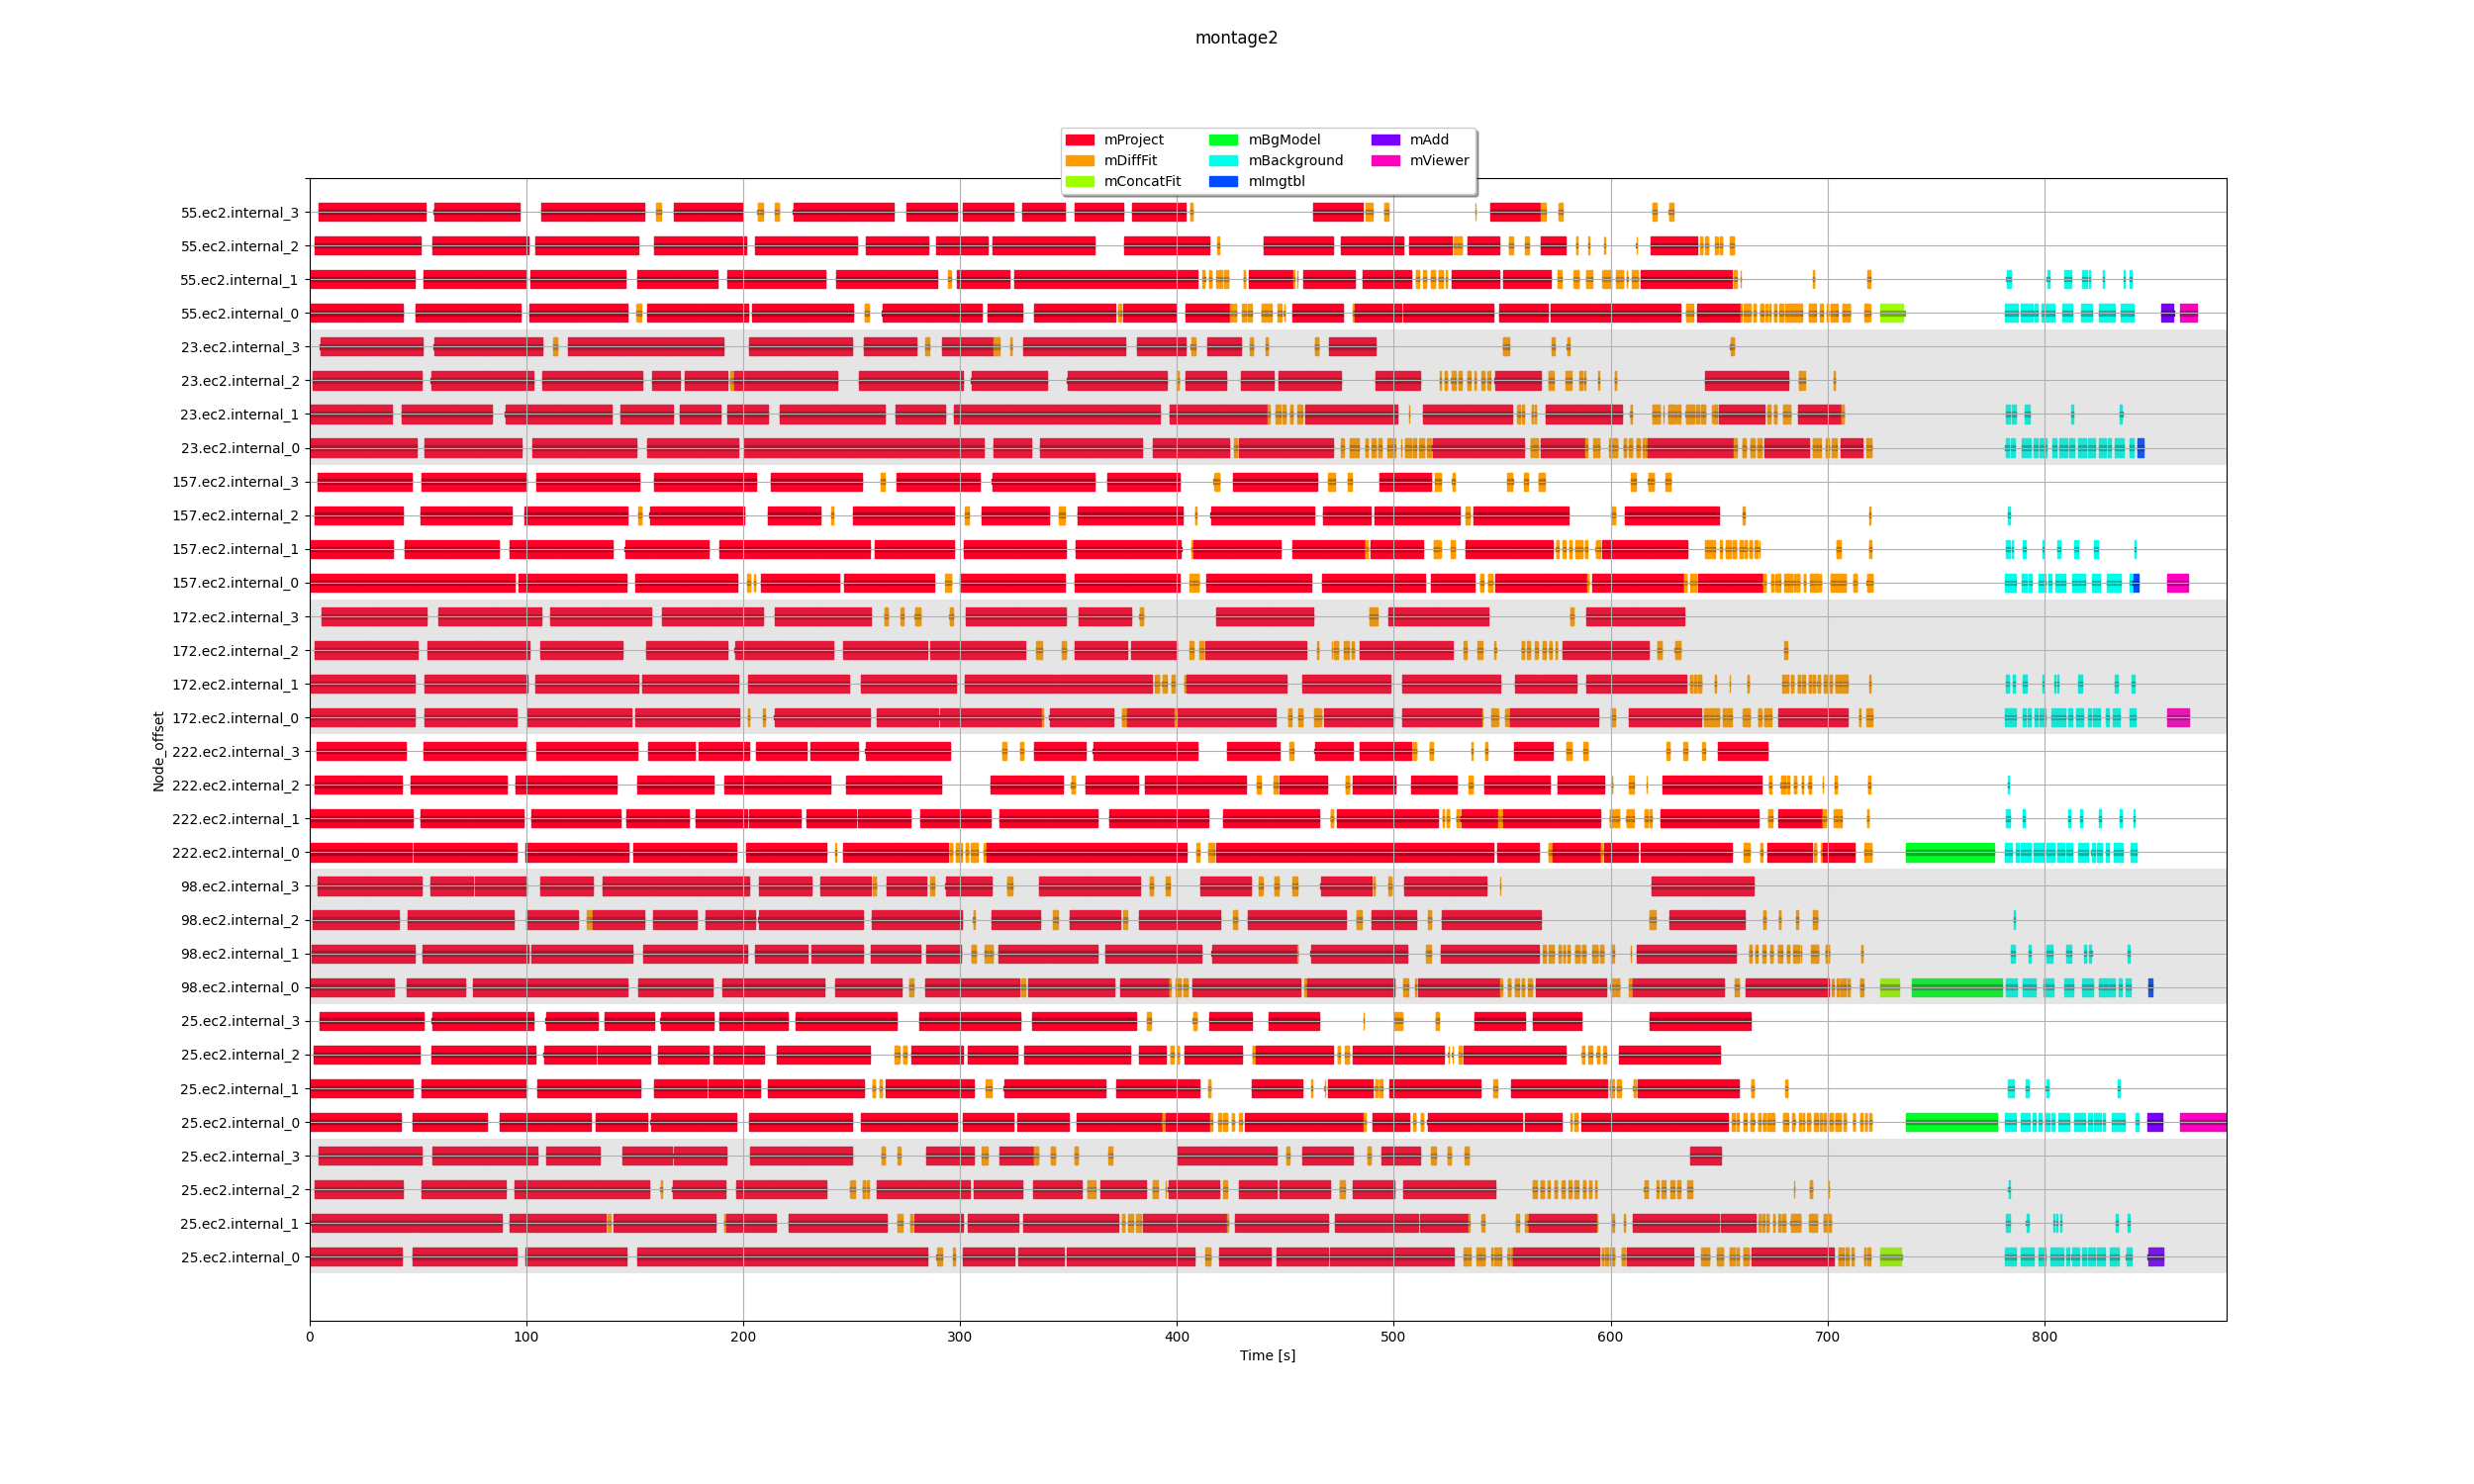 montage2
mProject mBgModel mAdd
mDiffFit mBackground mViewer
mConcatFit mImgtbl
55.ec2.internal_3
55.ec2.internal_2
55.ec2.internal_1
55.ec2.internal_0
23.ec2.internal_3
23.ec2.internal_2
23.ec2.internal_1
23.ec2.internal_0
157.ec2.internal_3
157.ec2.internal_2
157.ec2.internal_1
157.ec2.internal_0
172.ec2.internal_3
172.ec2.internal_2
172.ec2.internal_1
172.ec2.internal_0
222.ec2.internal_3
222.ec2.internal_2
222.ec2.internal_1
222.ec2.internal_0
98.ec2.internal_3
98.ec2.internal_2
98.ec2.internal_1
98.ec2.internal_0
25.ec2.internal_3
25.ec2.internal_2
25.ec2.internal_1
25.ec2.internal_0
25.ec2.internal_3
25.ec2.internal_2
25.ec2.internal_1
25.ec2.internal_0
Node_offset
0 100 200 300 400 500 600 700 800
Time [s]